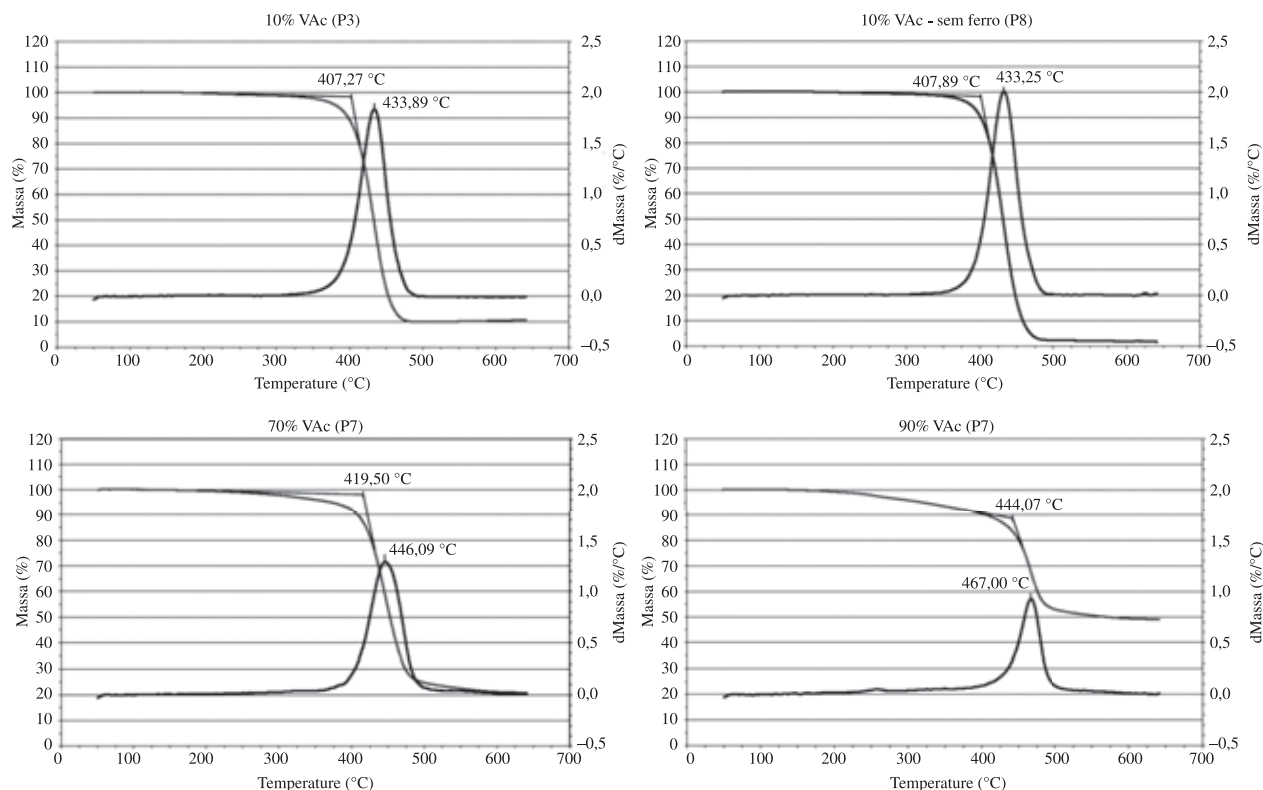 10% VAc (P3)
120
110
100
90
80
70
60
50
40
30
20
10
0
Massa (%)
2,5
2,0
1,5
1,0
0,5
0,0
–0,5
dMassa (%/°C)
407,27 °C
433,89 °C
0 100 200 300 400 500 600 700
Temperature (°C)
10% VAc - sem ferro (P8)
120
110
100
90
80
70
60
50
40
30
20
10
0
Massa (%)
2,5
2,0
1,5
1,0
0,5
0,0
–0,5
dMassa (%/°C)
407,89 °C
433,25 °C
0 100 200 300 400 500 600 700
Temperature (°C)
70% VAc (P7)
120
110
100
90
80
70
60
50
40
30
20
10
0
Massa (%)
2,5
2,0
1,5
1,0
0,5
0,0
–0,5
dMassa (%/°C)
419,50 °C
446,09 °C
0 100 200 300 400 500 600 700
Temperature (°C)
90% VAc (P7)
120
110
100
90
80
70
60
50
40
30
20
10
0
Massa (%)
2,5
2,0
1,5
1,0
0,5
0,0
–0,5
dMassa (%/°C)
444,07 °C
467,00 °C
0 100 200 300 400 500 600 700
Temperature (°C)